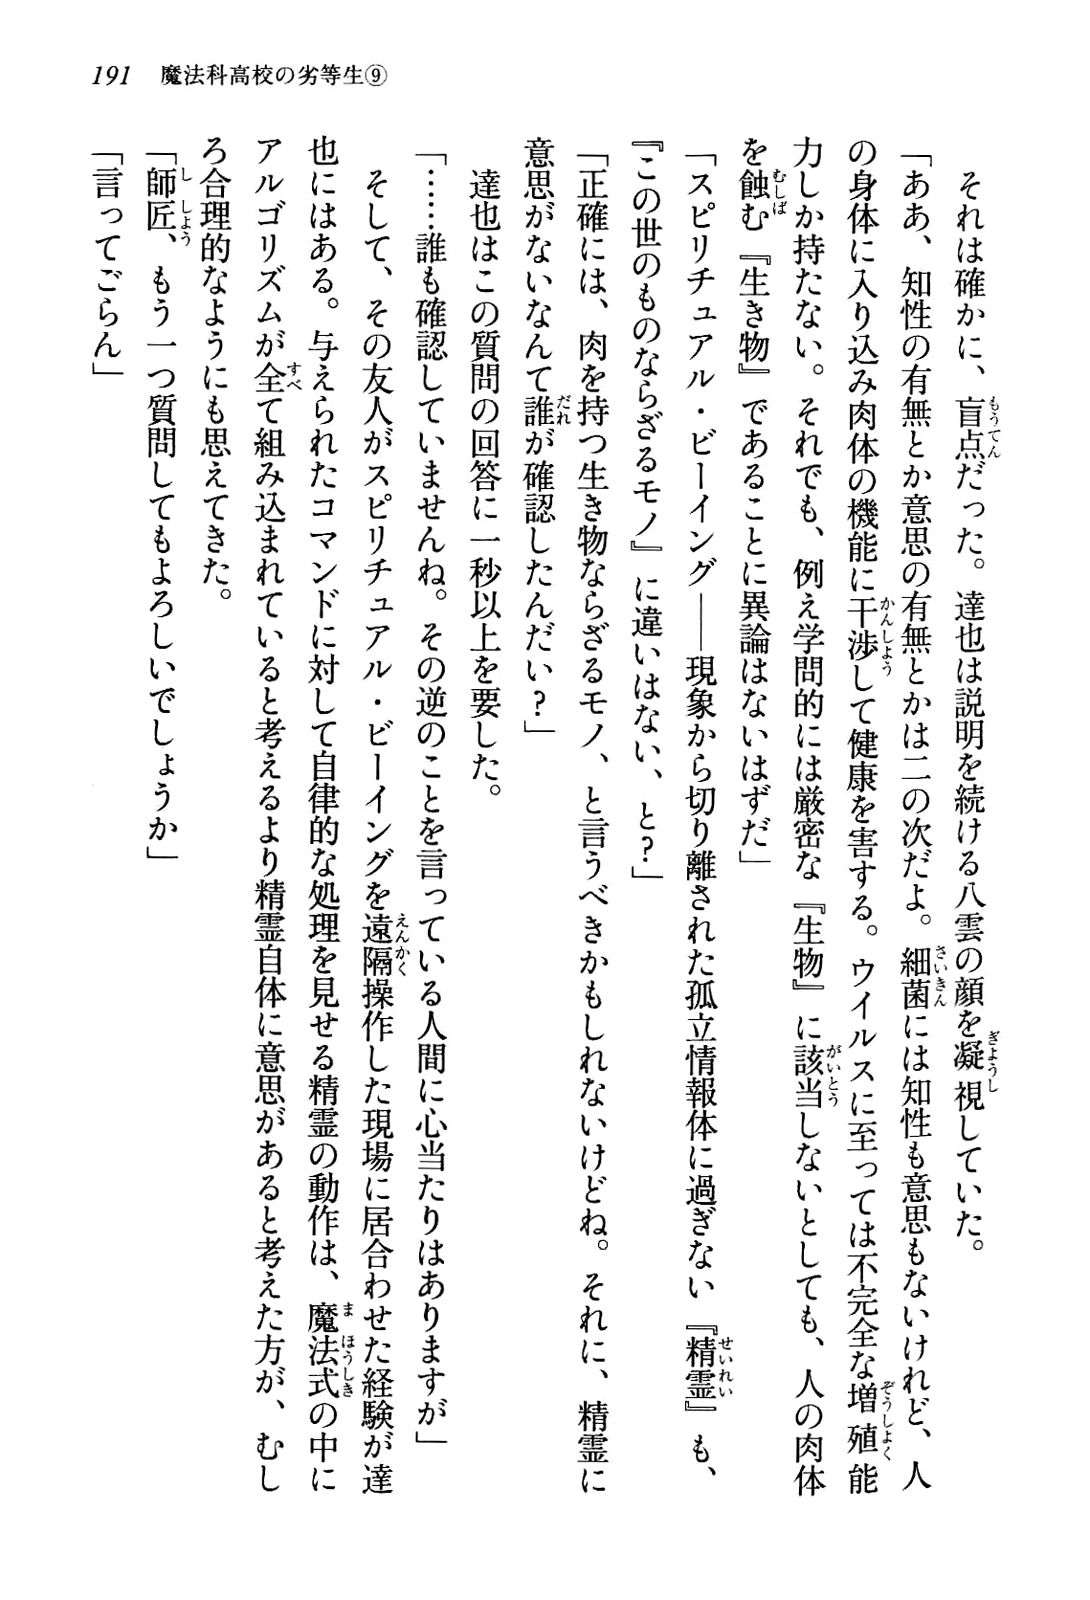 191 魔法科高校の劣等生⑨
それは確かに、盲点だった。達也は説明を続ける八雲の顔を凝視していた。
「ああ、知性の有無とか意思の有無とかは二の次だよ。細菌には知性も意思もないけれど、人
の身体に入り込み肉体の機能に干渉して健康を害する。ウイルスに至っては不完全な増殖能
力しか持たない。それでも、例え学問的には厳密な『生物』に該当しないとしても、人の肉体
を蝕む『生き物』であることに異論はないはずだ」
「スピリチュアル・ビーイング――現象から切り離された孤立情報体に過ぎない『精霊』も、
『この世のものならざるモノ』に違いはない、と？」
「正確には、肉を持つ生き物ならざるモノ、と言うべきかもしれないけどね。それに、精霊に
意思がないなんて誰が確認したんだい？」
達也はこの質問の回答に一秒以上を要した。
「……誰も確認していませんね。その逆のことを言っている人間に心当たりはありますが」
そして、その友人がスピリチュアル・ビーイングを遠隔操作した現場に居合わせた経験が達
也にはある。与えられたコマンドに対して自律的な処理を見せる精霊の動作は、魔法式の中に
アルゴリズムが全て組み込まれていると考えるより精霊自体に意思があると考えた方が、むし
ろ合理的なようにも思えてきた。
「師匠、もう一つ質問してもよろしいでしょうか」
「言ってごらん」